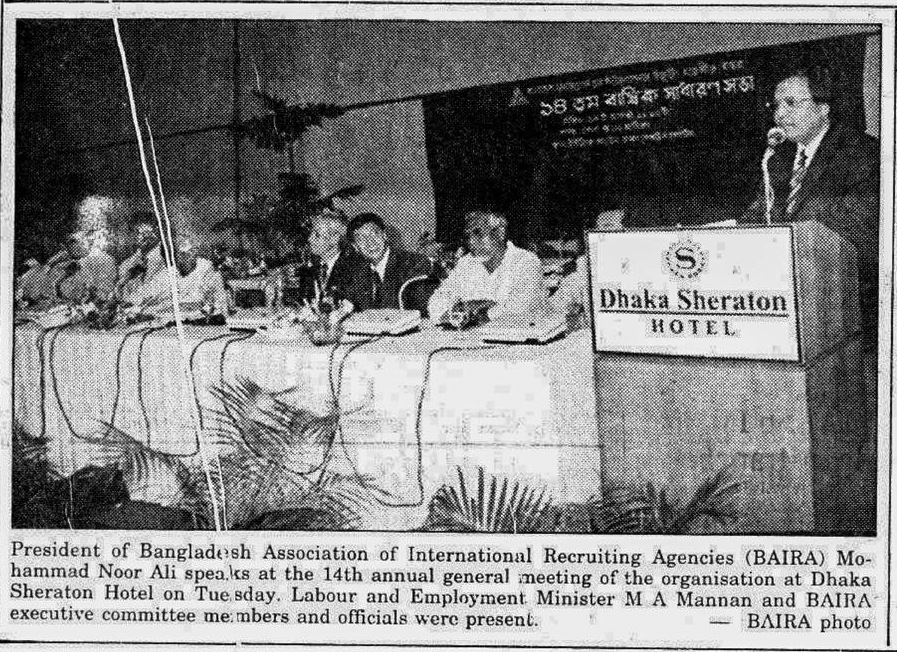 ১৪ তম বার্ষিক সাধারণ সভা
S
Dhaka Sheraton
HOTEL
President of Bangladesh Association of International Recruiting Agencies (BAIRA) Mo-
hammad Noor Ali speaks at the 14th annual general meeting of the organisation at Dhaka
Sheraton Hotel on Tuesday. Labour and Employment Minister M A Mannan and BAIRA
executive committee members and officials were present. — BAIRA photo